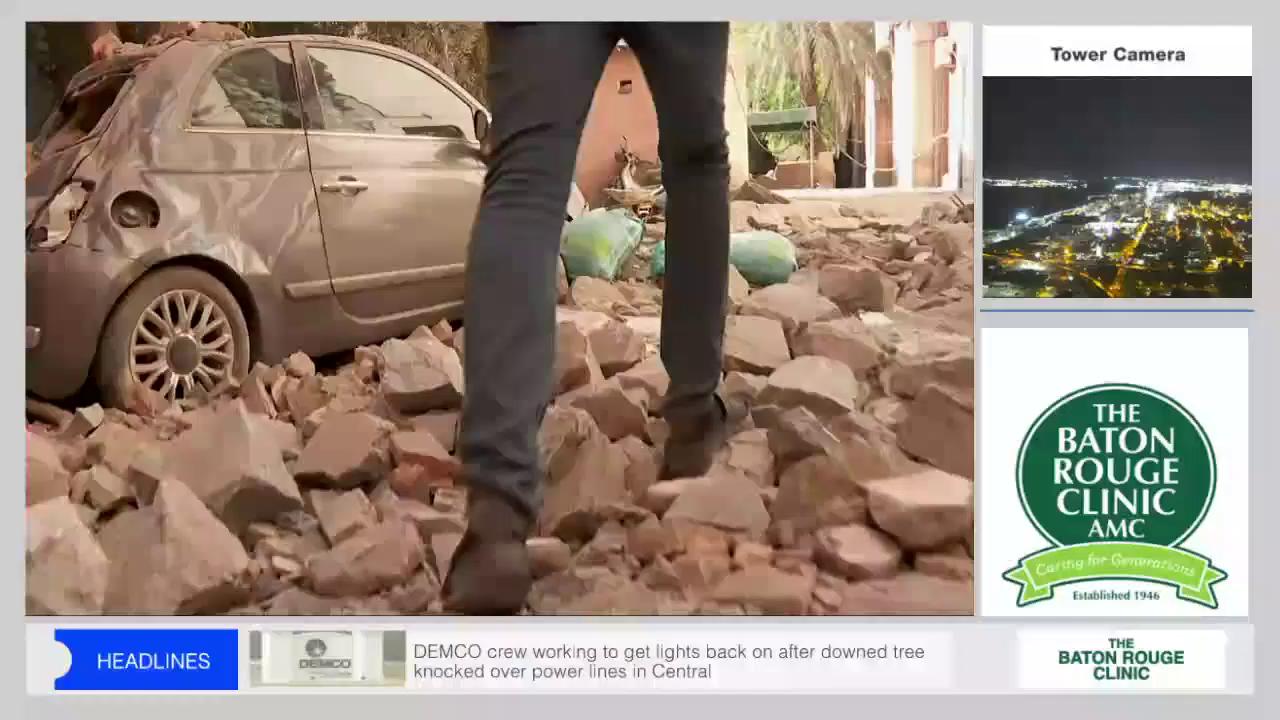 Tower Camera
THE
BATON
ROUGE
CLINIC
AMC
Caring for Generations
Established 1946
HEADLINES
DEMCO
DEMCO crew working to get lights back on after downed tree
knocked over power lines in Central
THE
BATON ROUGE
CLINIC